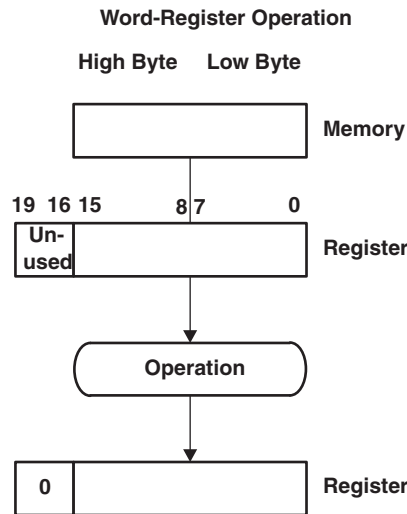 Word-Register Operation
High Byte Low Byte
Memory
19 16 15 8 7 0
Un-
used
Register
Operation
0
Register